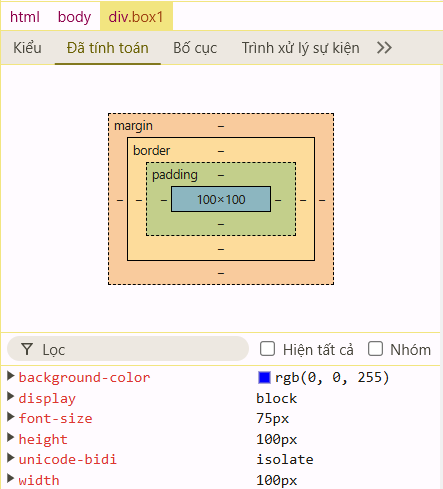 html body div.box1
Kiểu Đã tính toán Bố cục Trình xử lý sự kiện
margin –
border –
padding –
– – – 100×100 – – –
–
–
–
Lọc Hiện tất cả Nhóm
background-color rgb(0, 0, 255)
display block
font-size 75px
height 100px
unicode-bidi isolate
width 100px